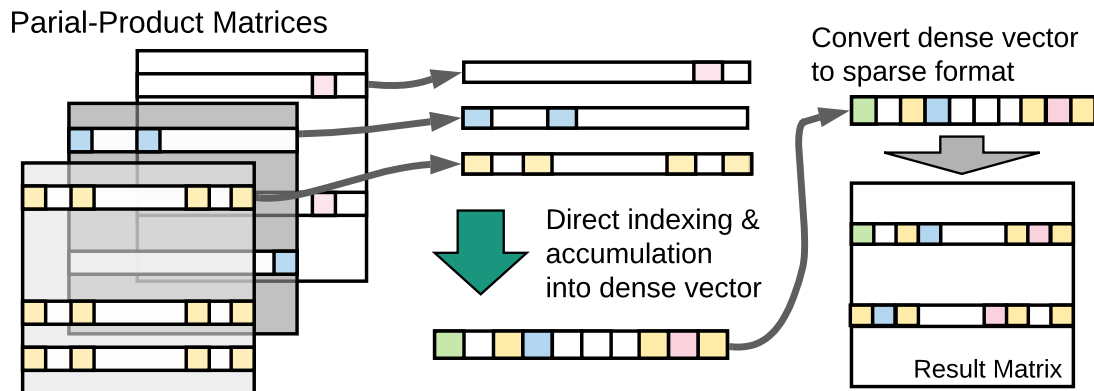 Parial-Product Matrices
Convert dense vector
to sparse format
Direct indexing &
accumulation
into dense vector
Result Matrix